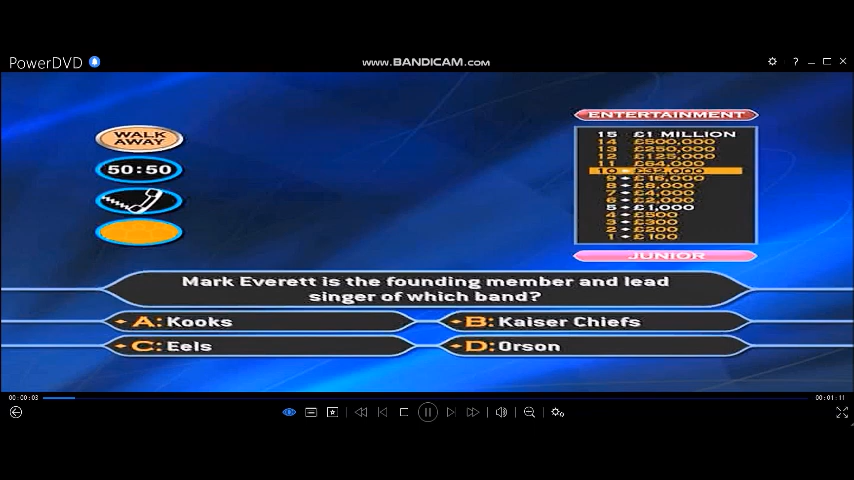 PowerDVD
www.BANDICAM.com
?
WALK
AWAY
50:50
ENTERTAINMENT
15 £1 MILLION
14 £500,000
13 £250,000
12 £125,000
11 £64,000
10 £32,000
9 £16,000
8 £8,000
7 £4,000
6 £2,000
5 £1,000
4 £500
3 £300
2 £200
1 £100
JUNIOR
Mark Everett is the founding member and lead
singer of which band?
A: Kooks
B: Kaiser Chiefs
C: Eels
D: Orson
00:00:03
00:01:11